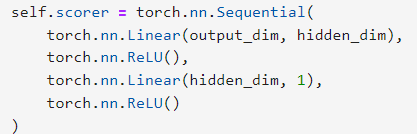 self.scorer = torch.nn.Sequential(
    torch.nn.Linear(output_dim, hidden_dim),
    torch.nn.ReLU(),
    torch.nn.Linear(hidden_dim, 1),
    torch.nn.ReLU()
)